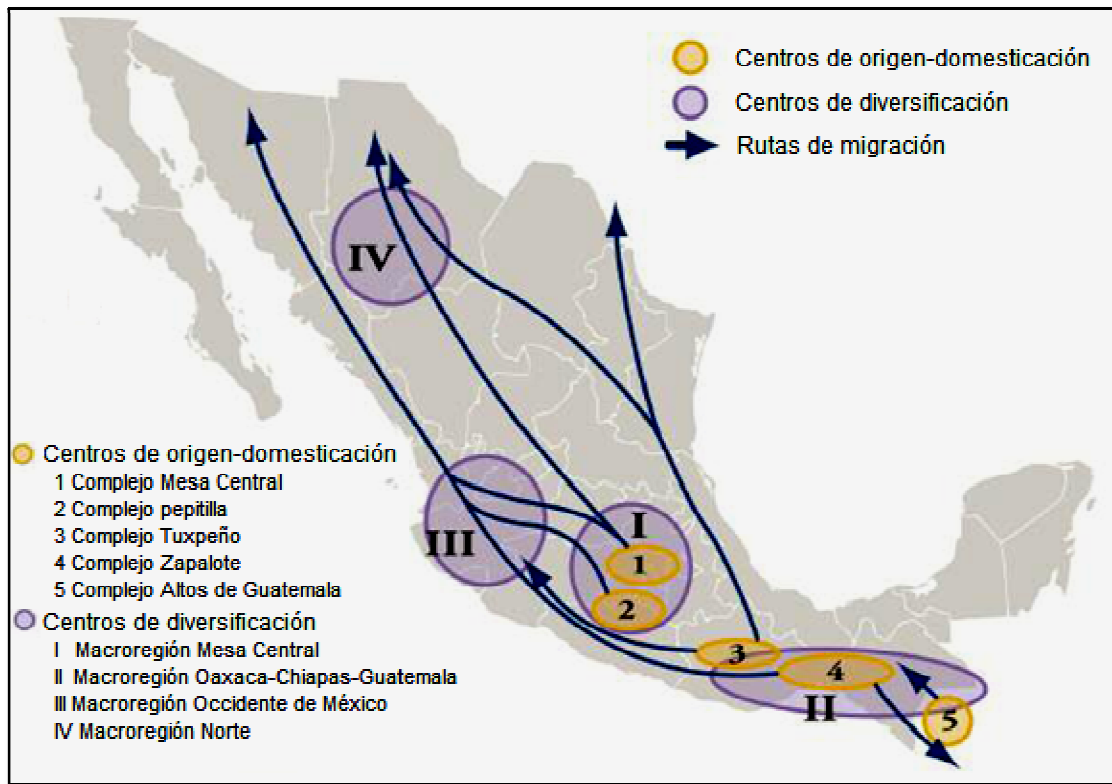 Centros de origen-domesticación
Centros de diversificación
Rutas de migración
IV
I
1
2
III
3
4
II
5
Centros de origen-domesticación
1 Complejo Mesa Central
2 Complejo pepitilla
3 Complejo Tuxpeño
4 Complejo Zapalote
5 Complejo Altos de Guatemala
Centros de diversificación
I Macroregión Mesa Central
II Macroregión Oaxaca-Chiapas-Guatemala
III Macroregión Occidente de México
IV Macroregión Norte